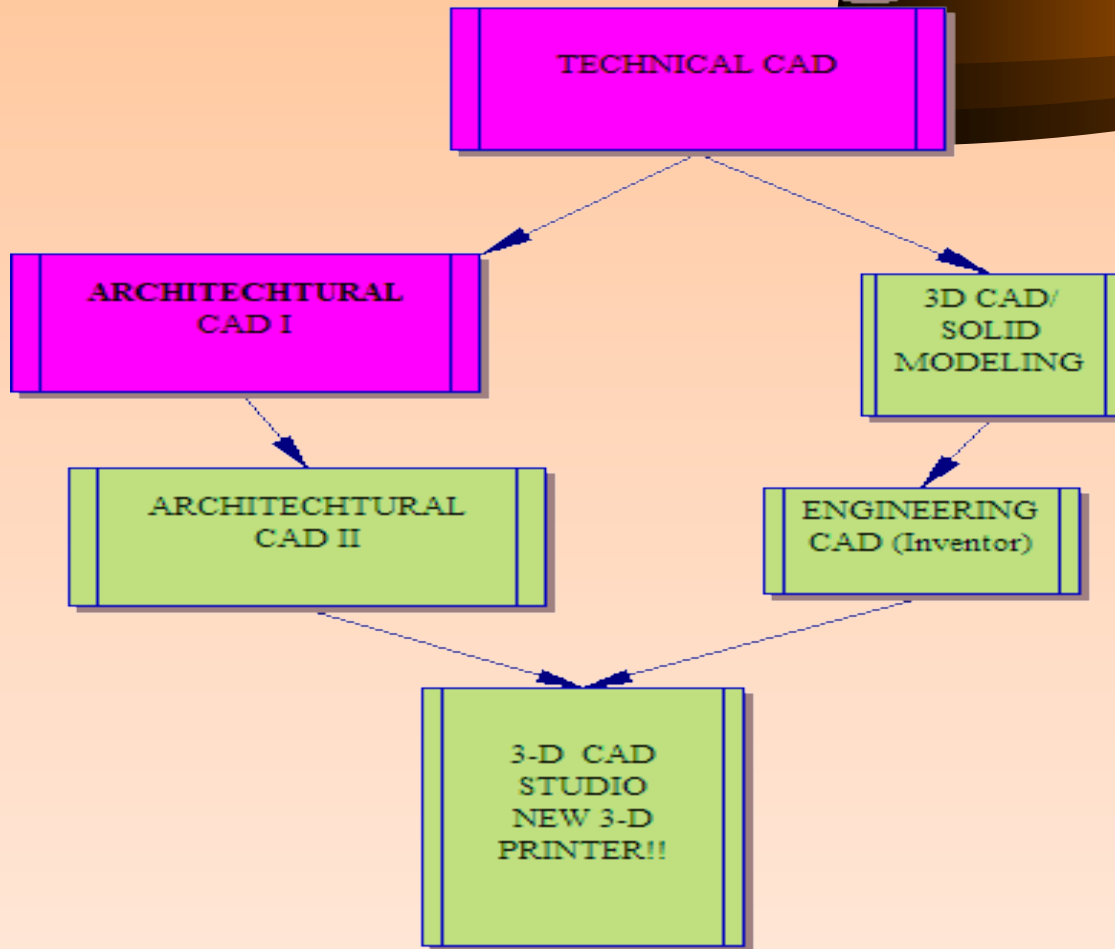 TECHNICAL CAD
ARCHITECHTURAL
CAD I
3D CAD/
SOLID
MODELING
ARCHITECHTURAL
CAD II
ENGINEERING
CAD (Inventor)
3-D CAD
STUDIO
NEW 3-D
PRINTER!!